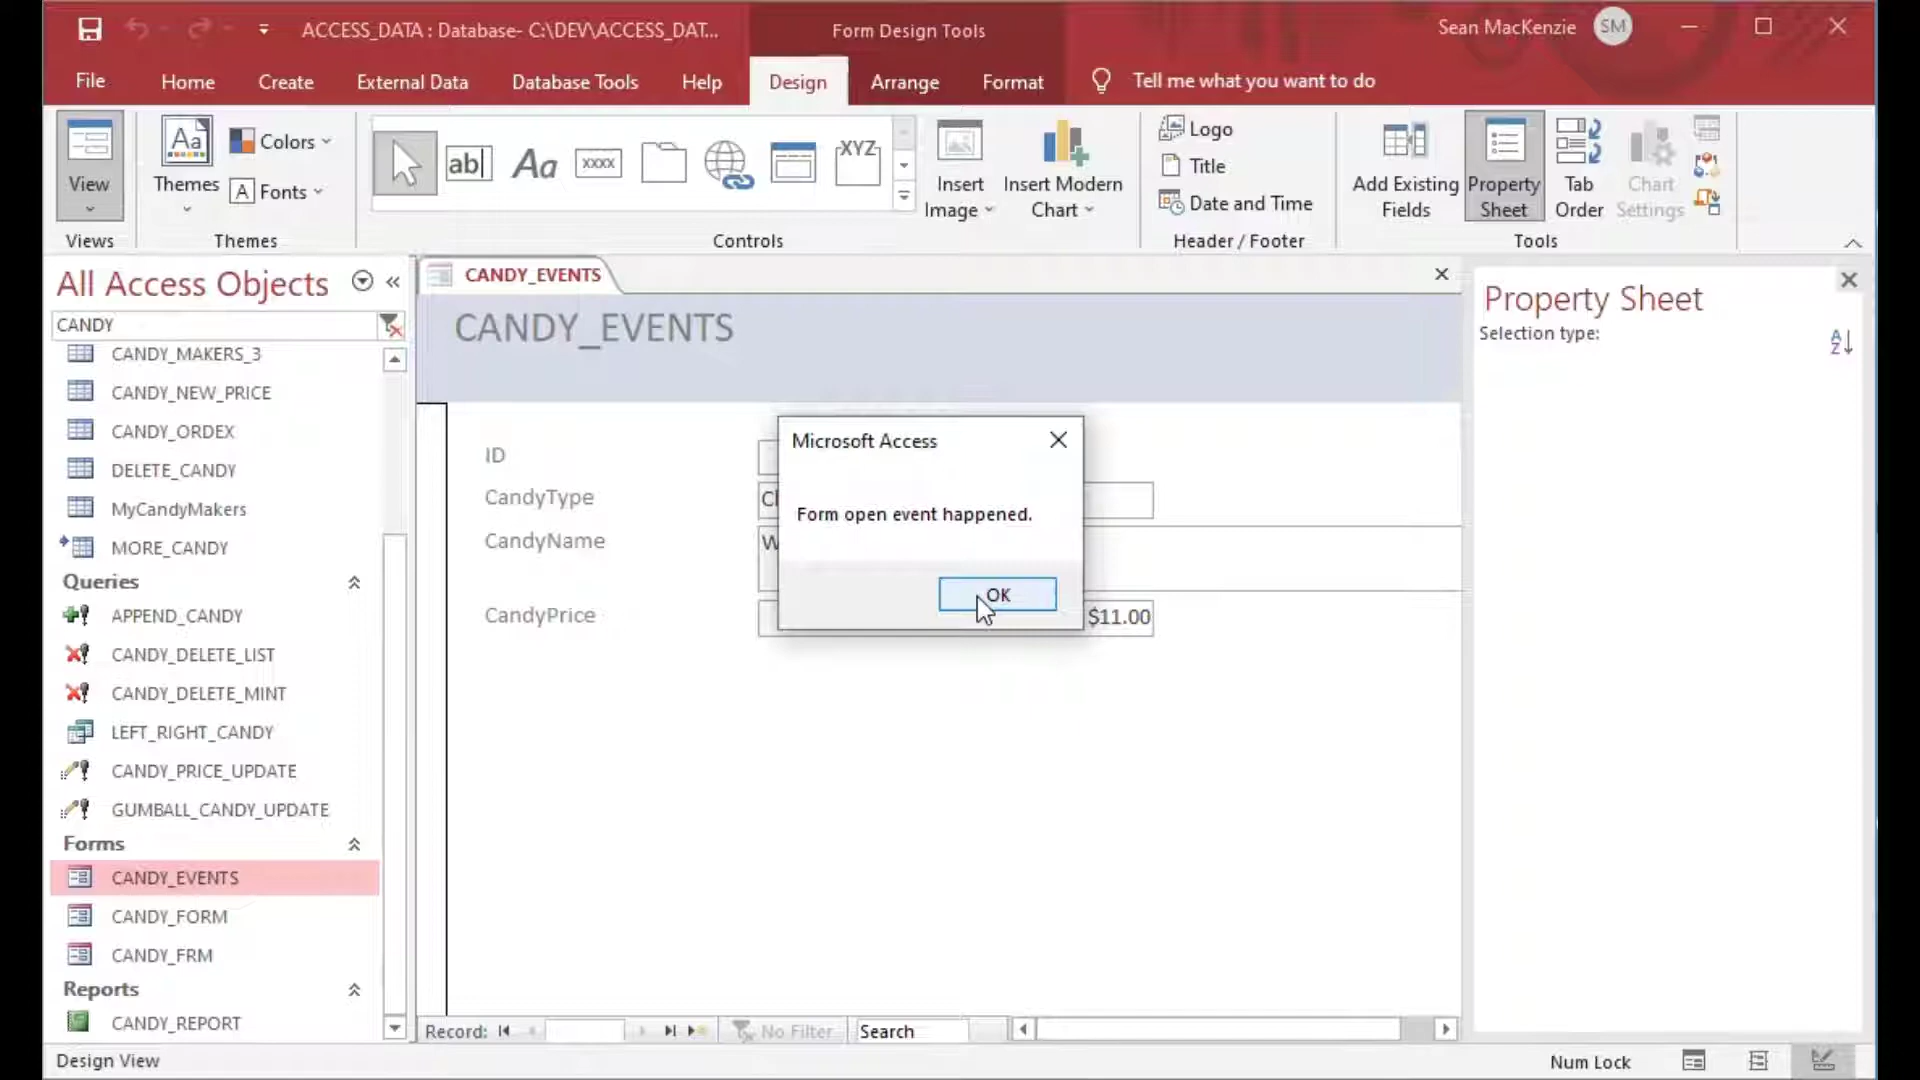 ACCESS_DATA : Database- C:\DEV\ACCESS_DAT...
Form Design Tools
Sean MacKenzie
SM
File
Home
Create
External Data
Database Tools
Help
Design
Arrange
Format
Tell me what you want to do
View
Views
Aa
Themes
Colors
A Fonts
Themes
ab
Aa
XXXX
XYZ
Controls
Insert
Image
Insert Modern
Chart
Logo
Title
Date and Time
Header / Footer
Add Existing
Fields
Property
Sheet
Tab
Order
Chart
Settings
Tools
All Access Objects
CANDY
CANDY_MAKERS_3
CANDY_NEW_PRICE
CANDY_ORDEX
DELETE_CANDY
MyCandyMakers
MORE_CANDY
Queries
APPEND_CANDY
CANDY_DELETE_LIST
CANDY_DELETE_MINT
LEFT_RIGHT_CANDY
CANDY_PRICE_UPDATE
GUMBALL_CANDY_UPDATE
Forms
CANDY_EVENTS
CANDY_FORM
CANDY_FRM
Reports
CANDY_REPORT
CANDY_EVENTS
CANDY_EVENTS
ID
CandyType
CandyName
W
CandyPrice
$11.00
Microsoft Access
Form open event happened.
OK
Record:
No Filter
Search
Property Sheet
Selection type:
A
Z
Design View
Num Lock